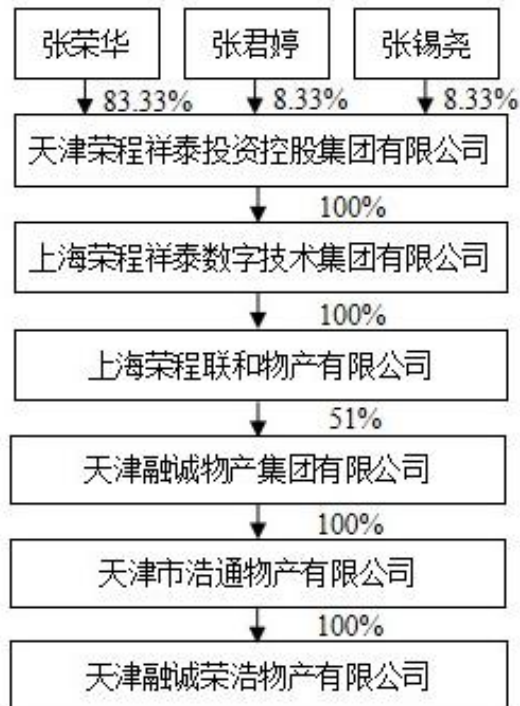 张荣华 张君婷 张锡尧
83.33% 8.33% 8.33%
天津荣程祥泰投资控股集团有限公司
100%
上海荣程祥泰数字技术集团有限公司
100%
上海荣程联和物产有限公司
51%
天津融诚物产集团有限公司
100%
天津市浩通物产有限公司
100%
天津融诚荣浩物产有限公司